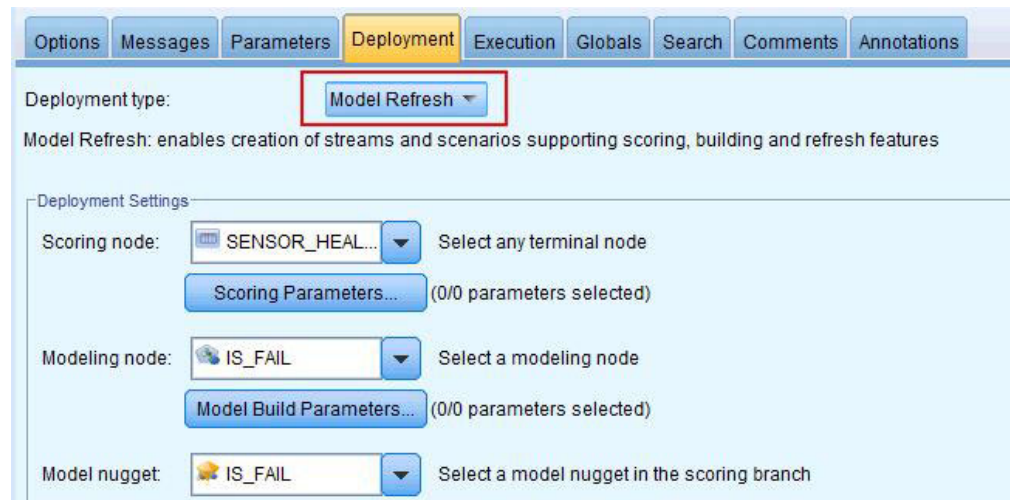 Options Messages Parameters Deployment Execution Globals Search Comments Annotations
Deployment type: Model Refresh
Model Refresh: enables creation of streams and scenarios supporting scoring, building and refresh features
Deployment Settings
Scoring node: SENSOR_HEAL... Select any terminal node
Scoring Parameters... (0/0 parameters selected)
Modeling node: IS_FAIL Select a modeling node
Model Build Parameters... (0/0 parameters selected)
Model nugget: IS_FAIL Select a model nugget in the scoring branch